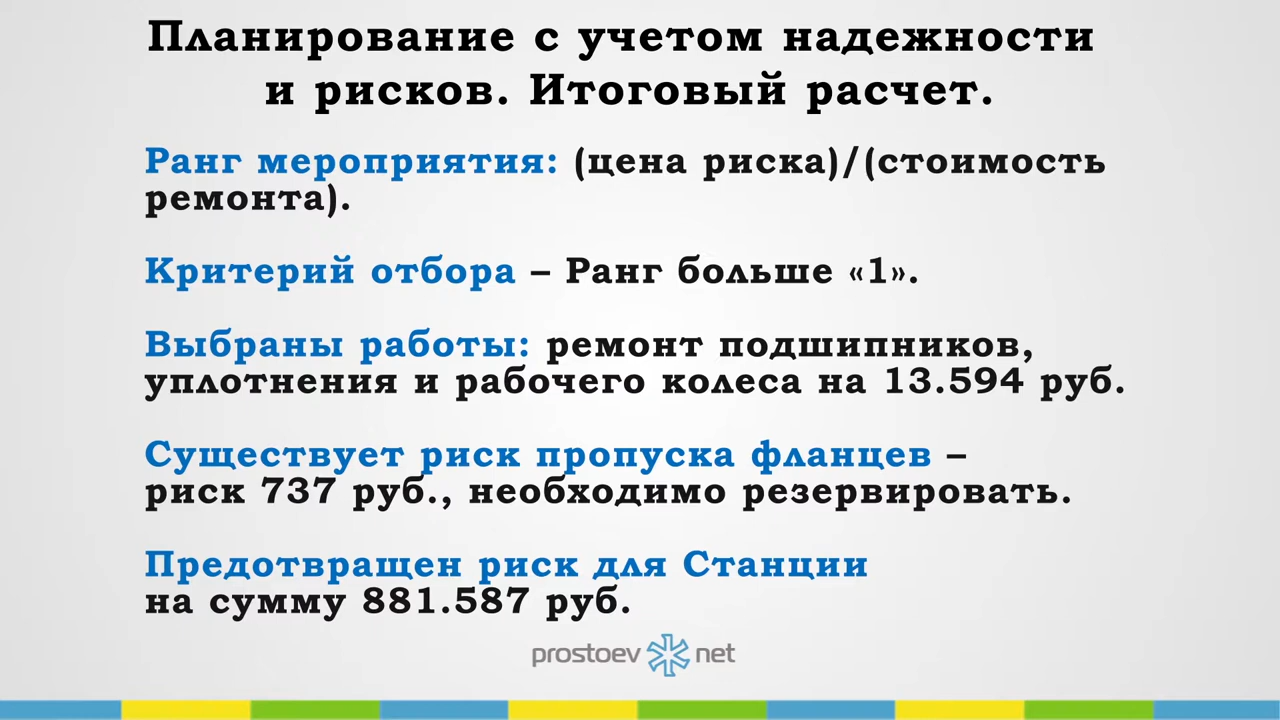 Планирование с учетом надежности
и рисков. Итоговый расчет.
Ранг мероприятия: (цена риска)/(стоимость
ремонта).
Критерий отбора – Ранг больше «1».
Выбраны работы: ремонт подшипников,
уплотнения и рабочего колеса на 13.594 руб.
Существует риск пропуска фланцев –
риск 737 руб., необходимо резервировать.
Предотвращен риск для Станции
на сумму 881.587 руб.
prostoev net